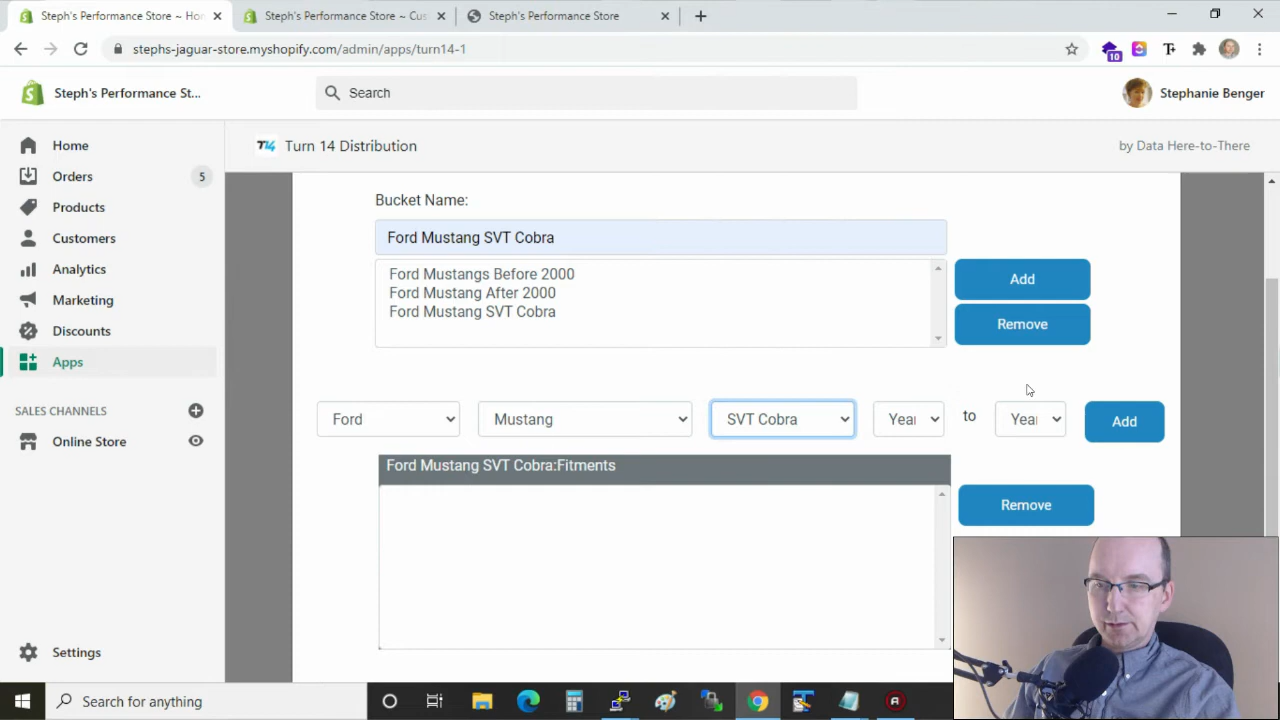 Steph's Performance Store ~ Hom
Steph's Performance Store ~ Cus
Steph's Performance Store
stephs-jaguar-store.myshopify.com/admin/apps/turn14-1
10
Steph's Performance St...
Search
Stephanie Benger
Home
Orders
5
Products
Customers
Analytics
Marketing
Discounts
Apps
SALES CHANNELS
Online Store
Settings
T14
Turn 14 Distribution
by Data Here-to-There
Bucket Name:
Ford Mustang SVT Cobra
Ford Mustangs Before 2000
Ford Mustang After 2000
Ford Mustang SVT Cobra
Add
Remove
Ford
Mustang
SVT Cobra
Year
to
Year
Add
Ford Mustang SVT Cobra:Fitments
Remove
Search for anything